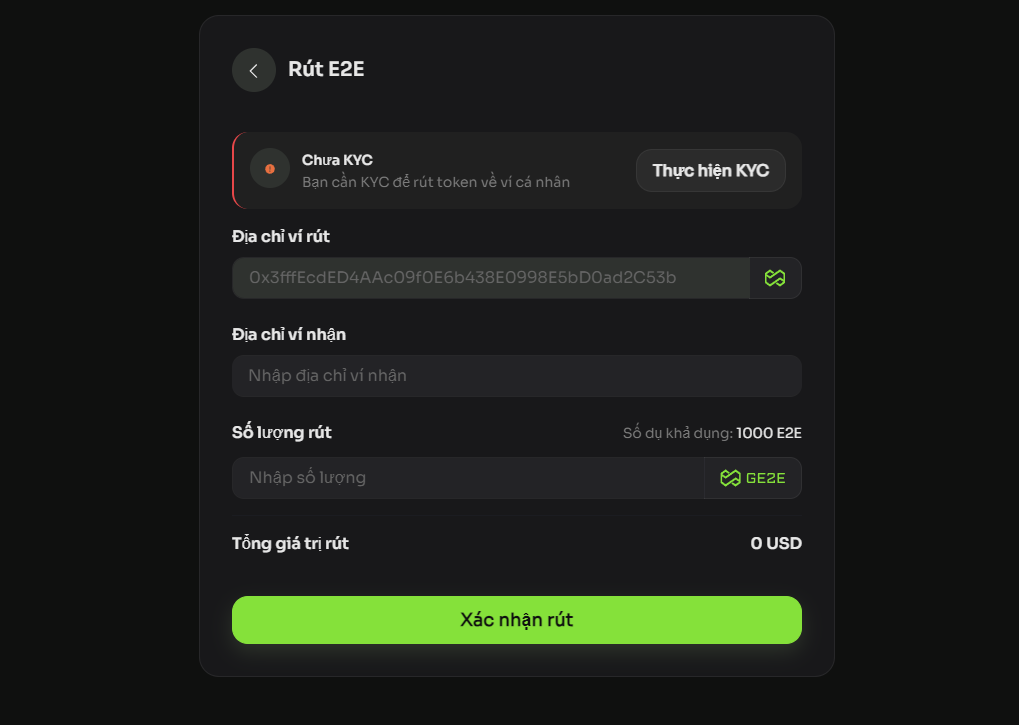 Rút E2E
Chưa KYC
Bạn cần KYC để rút token về ví cá nhân
Thực hiện KYC
Địa chỉ ví rút
0x3fffEcdED4AAc09f0E6b438E0998E5bD0ad2C53b
Địa chỉ ví nhận
Nhập địa chỉ ví nhận
Số lượng rút
Số dụ khả dụng: 1000 E2E
Nhập số lượng
GE2E
Tổng giá trị rút
0 USD
Xác nhận rút